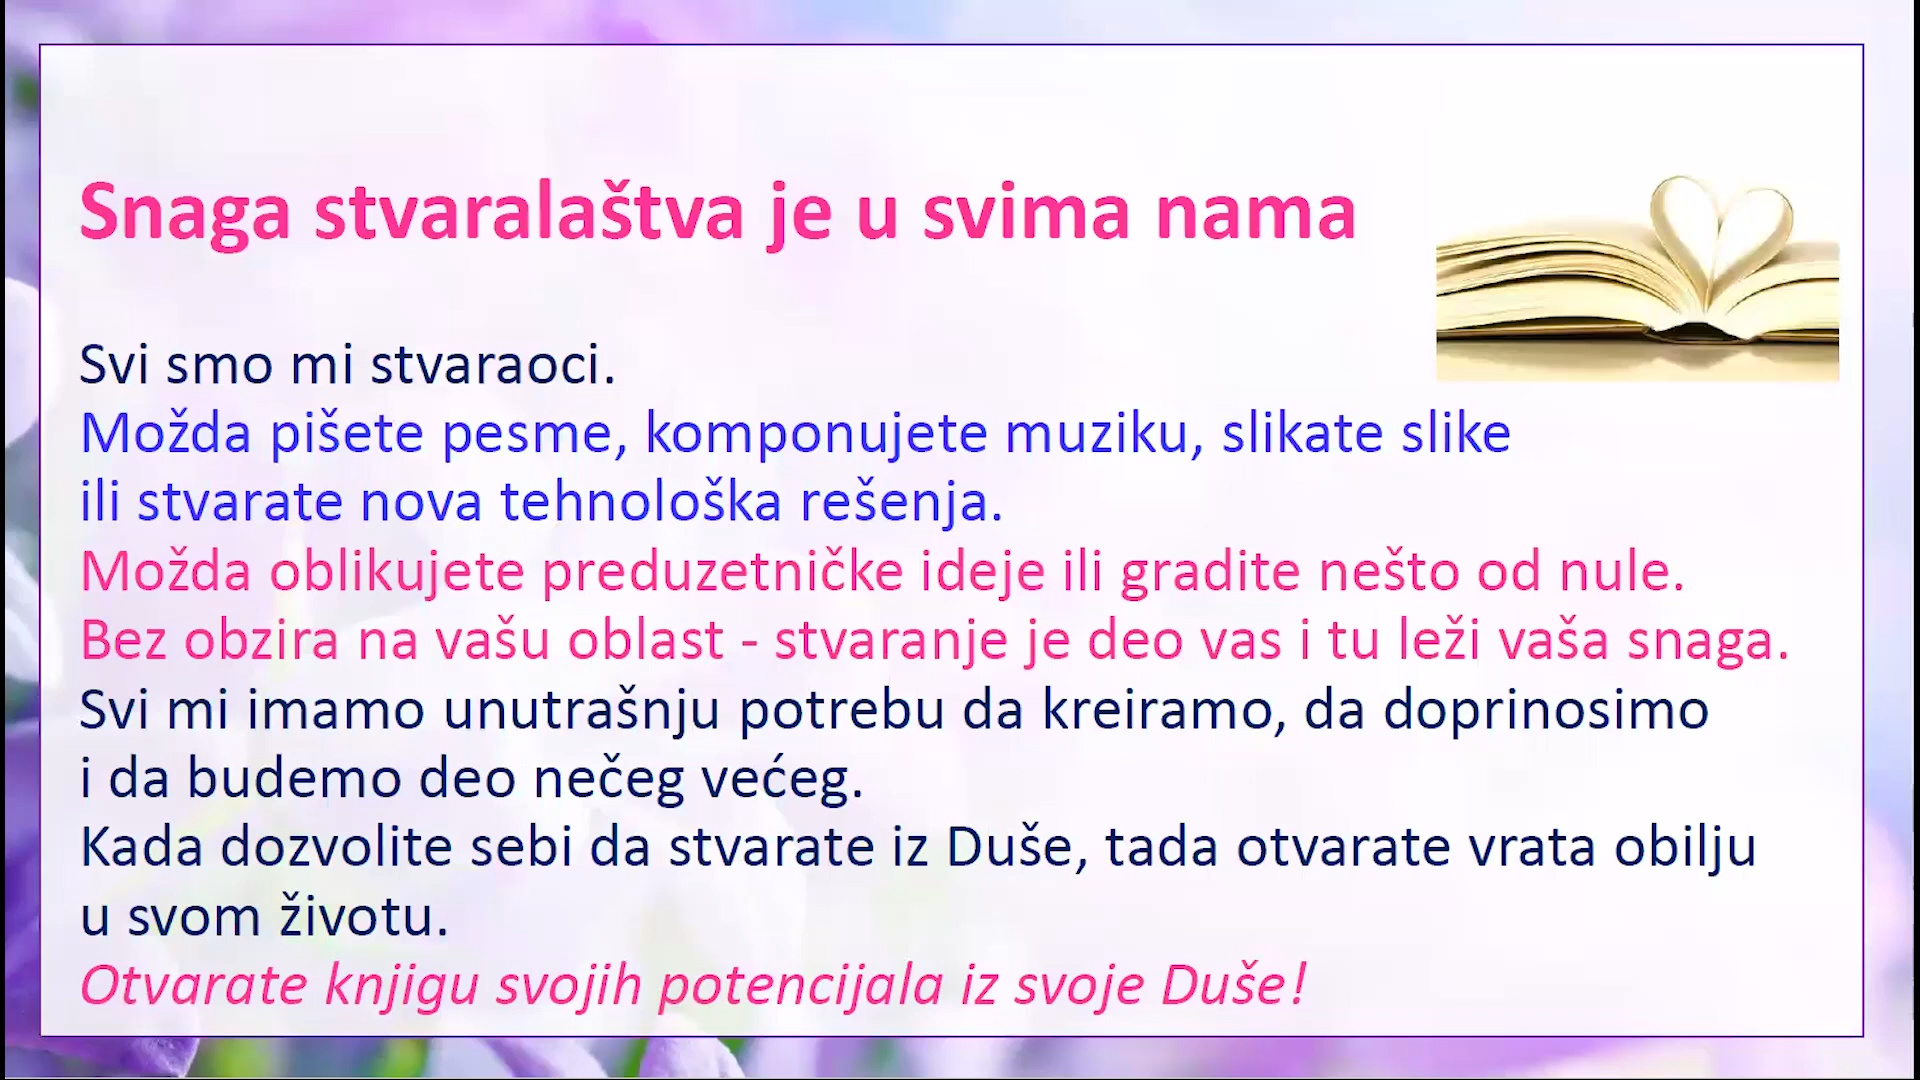 Snaga stvaralaštva je u svima nama
Svi smo mi stvaraoci.
Možda pišete pesme, komponujete muziku, slikate slike
ili stvarate nova tehnološka rešenja.
Možda oblikujete preduzetničke ideje ili gradite nešto od nule.
Bez obzira na vašu oblast - stvaranje je deo vas i tu leži vaša snaga.
Svi mi imamo unutrašnju potrebu da kreiramo, da doprinosimo
i da budemo deo nečeg većeg.
Kada dozvolite sebi da stvarate iz Duše, tada otvarate vrata obilju
u svom životu.
Otvarate knjigu svojih potencijala iz svoje Duše!